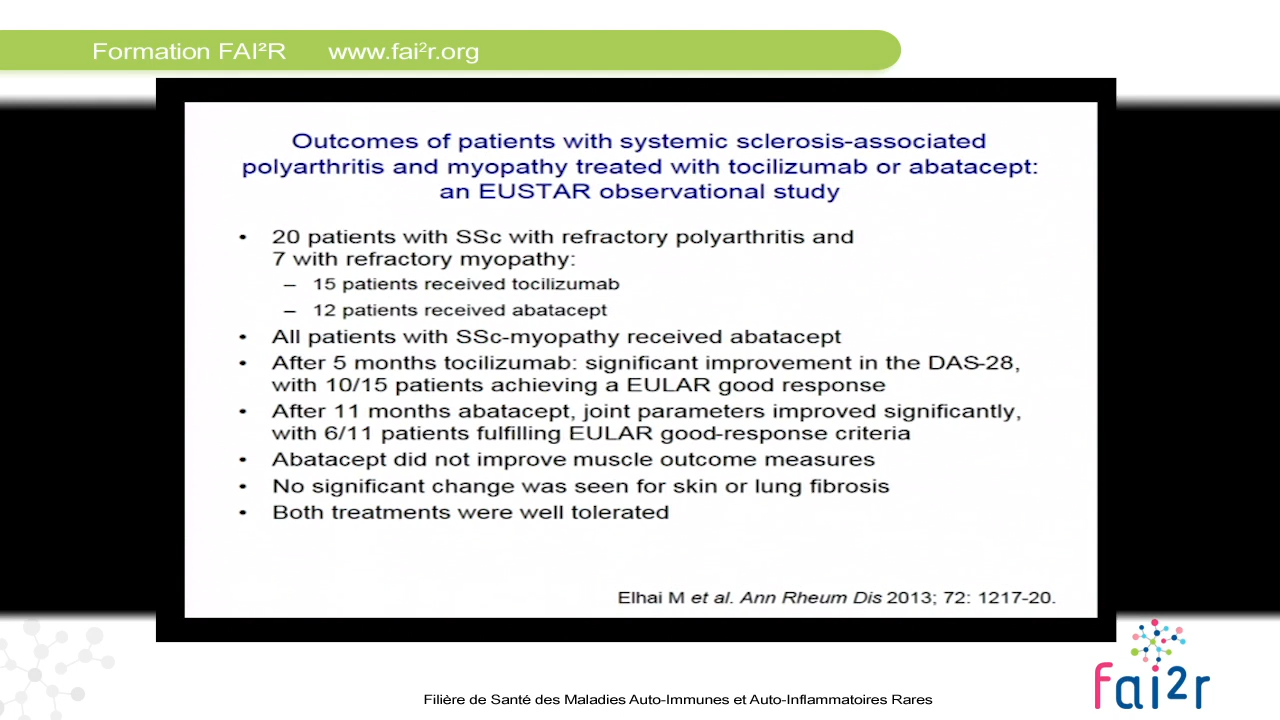 Formation FAI²R www.fai²r.org
Outcomes of patients with systemic sclerosis-associated
polyarthritis and myopathy treated with tocilizumab or abatacept:
an EUSTAR observational study
• 20 patients with SSc with refractory polyarthritis and
7 with refractory myopathy:
– 15 patients received tocilizumab
– 12 patients received abatacept
• All patients with SSc-myopathy received abatacept
• After 5 months tocilizumab: significant improvement in the DAS-28,
with 10/15 patients achieving a EULAR good response
• After 11 months abatacept, joint parameters improved significantly,
with 6/11 patients fulfilling EULAR good-response criteria
• Abatacept did not improve muscle outcome measures
• No significant change was seen for skin or lung fibrosis
• Both treatments were well tolerated
Elhai M et al. Ann Rheum Dis 2013; 72: 1217-20.
Filière de Santé des Maladies Auto-Immunes et Auto-Inflammatoires Rares
fai2r